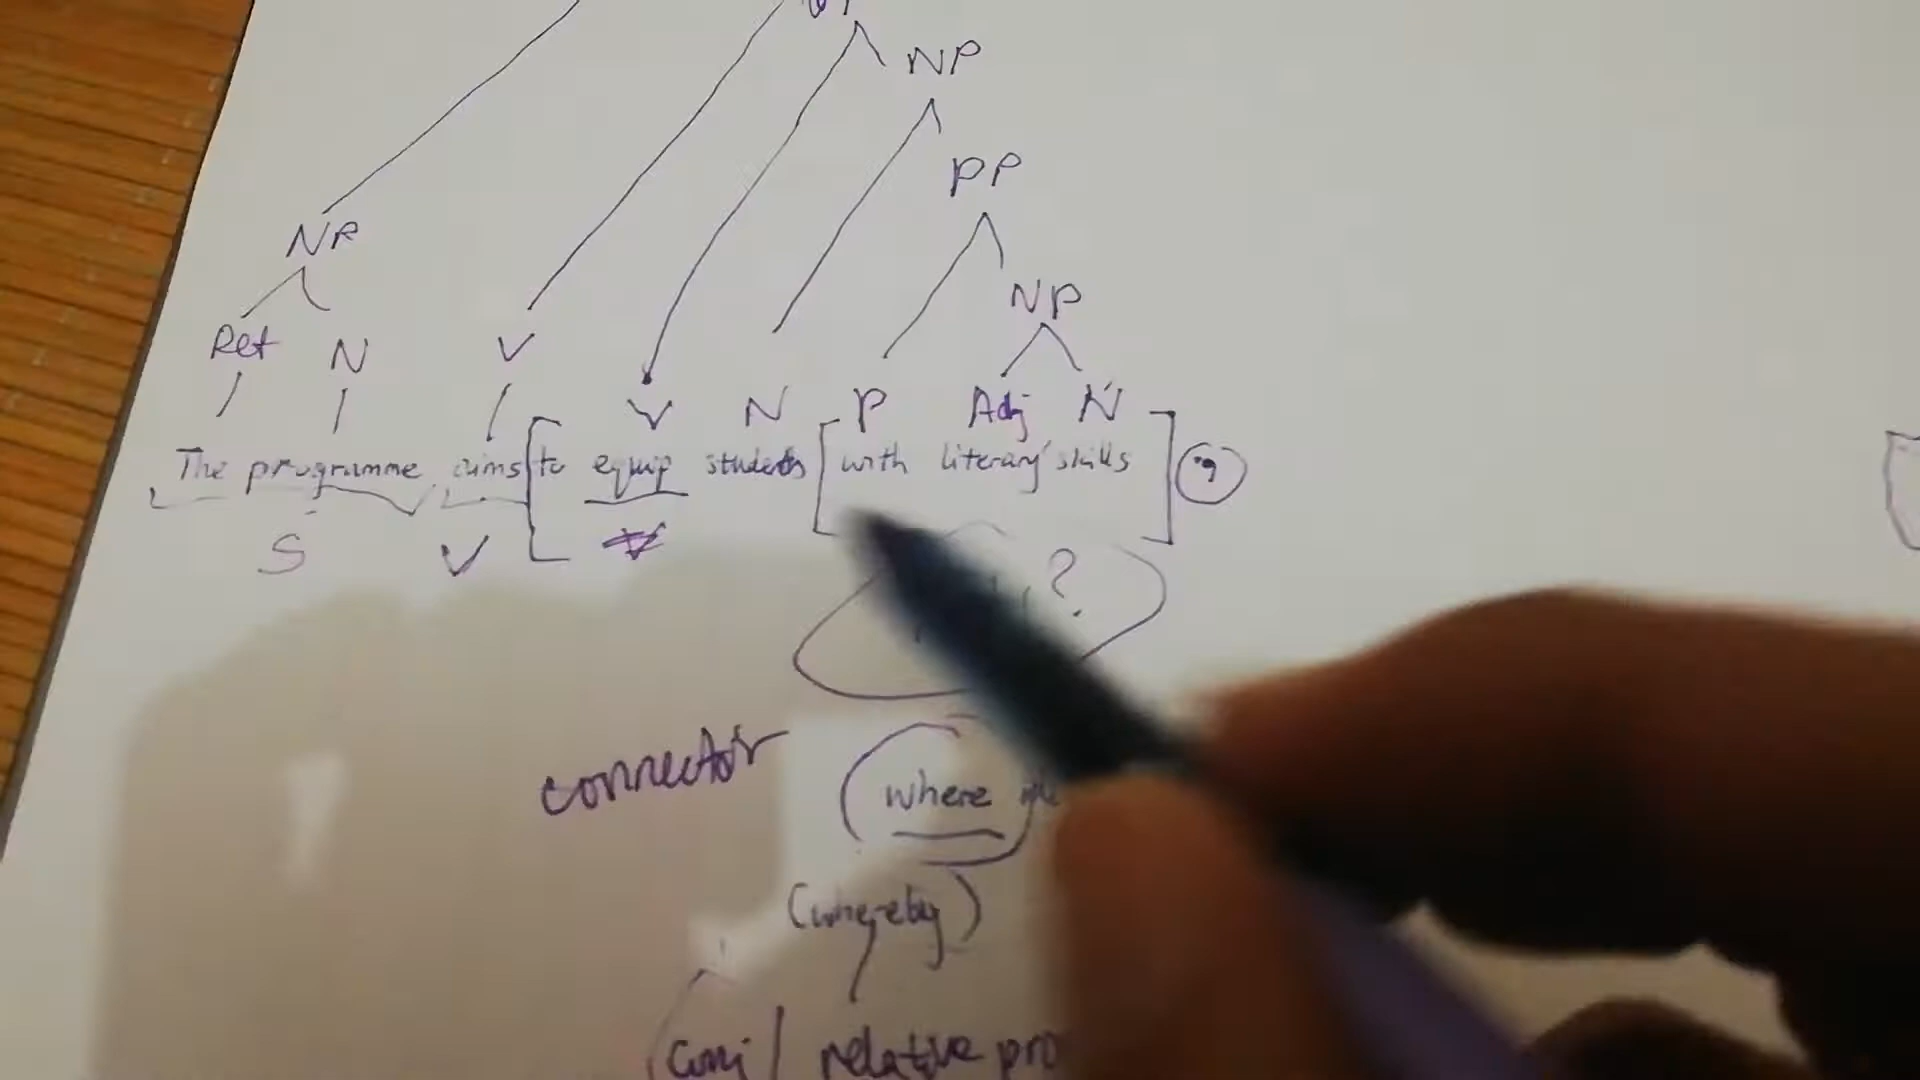 NP
PP
NP
NP
Det N V
V N P Adj N
The programme aims to equip students with literary skills
S V V
?
connector
where
(whereby)
Conj / relative pro